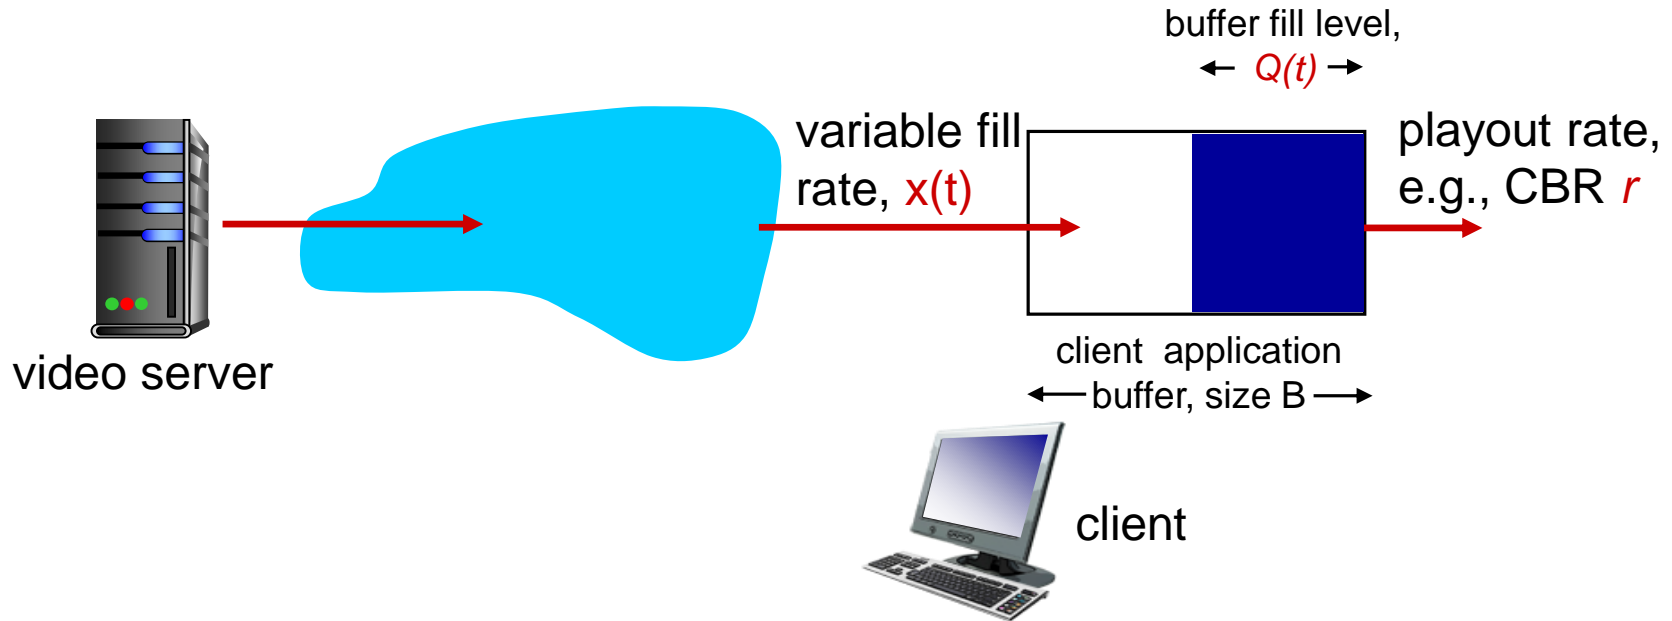 buffer fill level,
Q(t)
variable fill
rate, x(t)
playout rate,
e.g., CBR r
video server
client application
buffer, size B
client